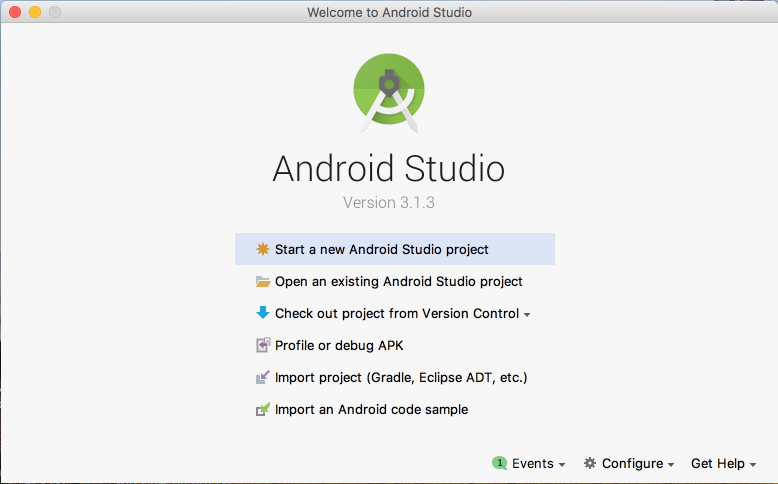 Welcome to Android Studio
Android Studio
Version 3.1.3
Start a new Android Studio project
Open an existing Android Studio project
Check out project from Version Control
Profile or debug APK
Import project (Gradle, Eclipse ADT, etc.)
Import an Android code sample
1 Events Configure Get Help